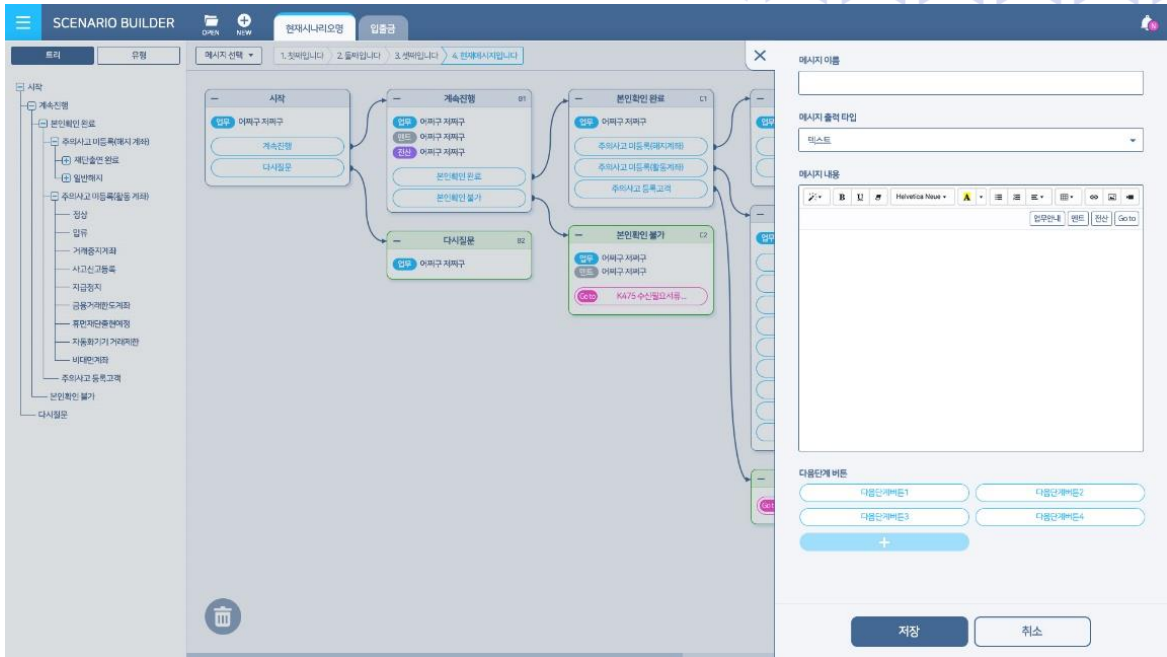 SCENARIO BUILDER
OPEN
NEW
현재시나리오명
입출금
N
트리
유형
메시지 선택
1. 첫째입니다
2. 둘째입니다
3. 셋째입니다
4. 현재메시지입니다
시작
계속진행
본인확인 완료
주의사고 미등록(해지 계좌)
재단출연 완료
일반해지
주의사고 미등록(활동 계좌)
정상
압류
거래중지계좌
사고신고등록
지급정지
금융거래한도계좌
휴면재단출현예정
자동화기기 거래제한
비대면계좌
주의사고 등록고객
본인확인 불가
다시질문
시작
업무 어쩌구 저쩌구
계속진행
다시질문
계속진행 B1
업무 어쩌구 저쩌구
멘트 어쩌구 저쩌구
전산 어쩌구 저쩌구
본인확인 완료
본인확인 불가
다시질문 B2
업무 어쩌구 저쩌구
본인확인 완료 C1
업무 어쩌구 저쩌구
주의사고 미등록(해지계좌)
주의사고 미등록(활동계좌)
주의사고 등록고객
본인확인 불가 C2
업무 어쩌구 저쩌구
멘트 어쩌구 저쩌구
Go to K475 수신필요서류...
메시지 이름
메시지 출력 타입
텍스트
메시지 내용
B U Helvetica Neue A
업무안내 멘트 전산 Go to
다음단계 버튼
다음단계버튼1 다음단계버튼2
다음단계버튼3 다음단계버튼4
+
저장 취소